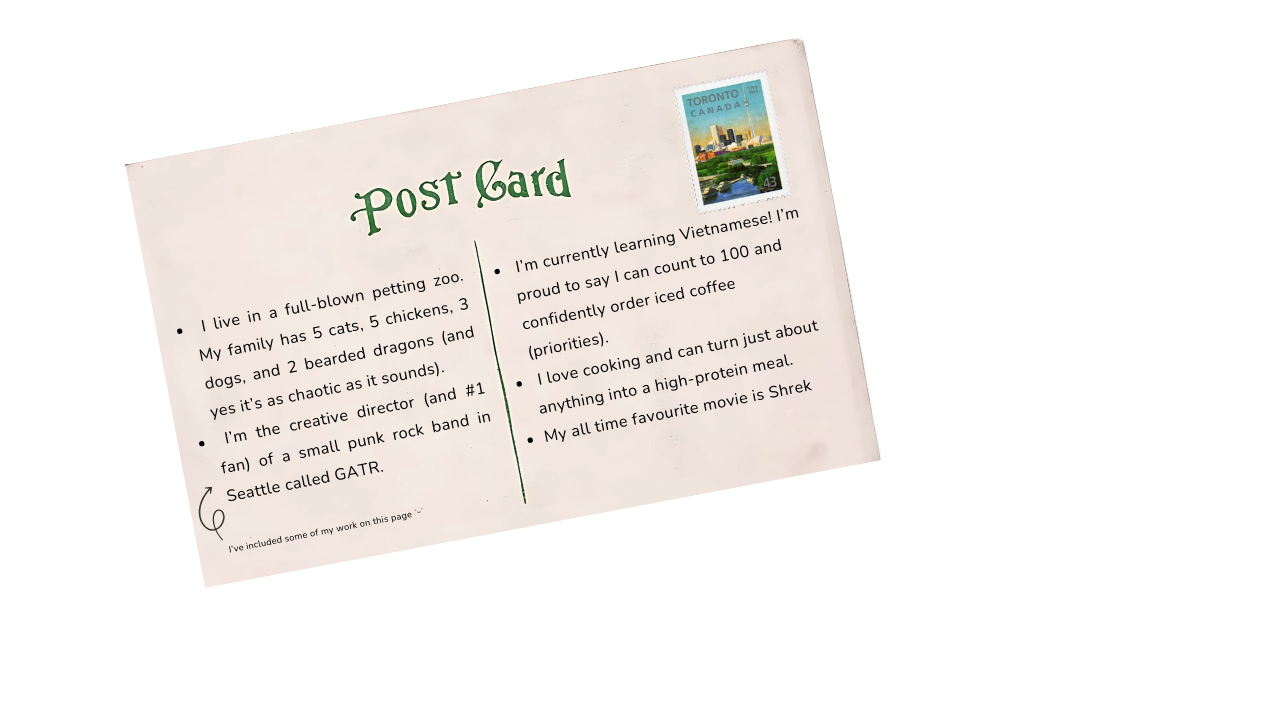 TORONTO
CANADA
43
Post Card
• I live in a full-blown petting zoo.
My family has 5 cats, 5 chickens, 3
dogs, and 2 bearded dragons (and
yes it's as chaotic as it sounds).
• I'm the creative director (and #1
fan) of a small punk rock band in
Seattle called GATR.
I've included some of my work on this page
• I'm currently learning Vietnamese! I'm
proud to say I can count to 100 and
confidently order iced coffee
(priorities).
• I love cooking and can turn just about
anything into a high-protein meal.
• My all time favourite movie is Shrek